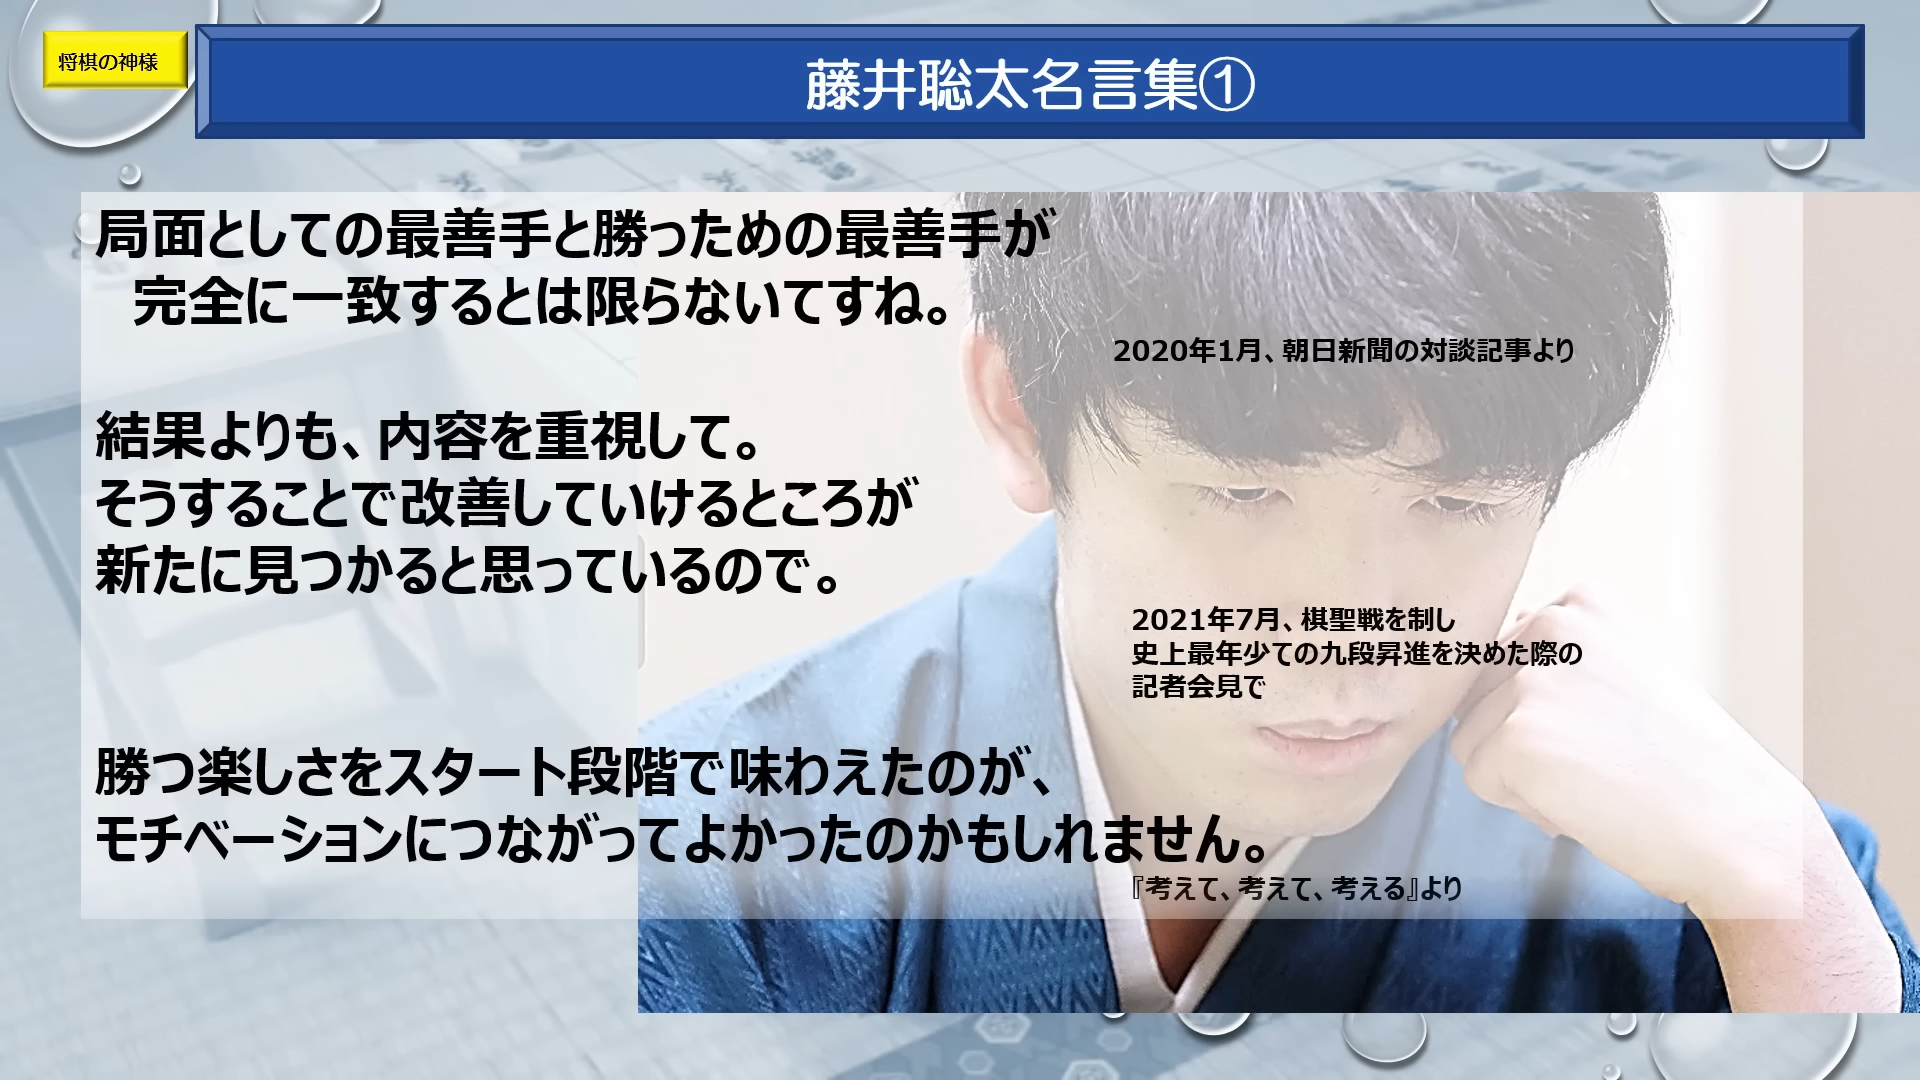 将棋の神様
藤井聡太名言集①
局面としての最善手と勝っための最善手が
完全に一致するとは限らないてすね。
2020年1月、朝日新聞の対談記事より
結果よりも、内容を重視して。
そうすることで改善していけるところが
新たに見つかると思っているので。
2021年7月、棋聖戦を制し
史上最年少ての九段昇進を決めた際の
記者会見で
勝つ楽しさをスタート段階で味わえたのが、
モチベーションにつながってよかったのかもしれません。
『考えて、考えて、考える』より